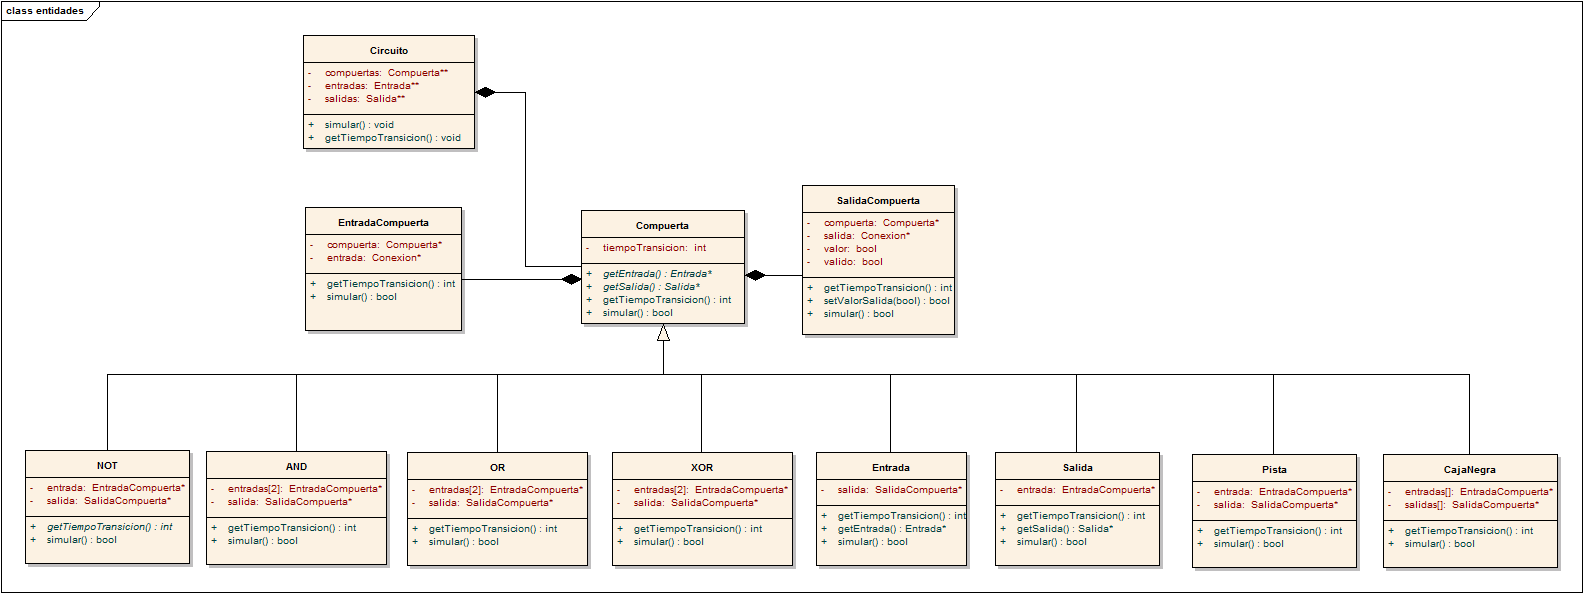 class entidades
Circuito
- compuertas: Compuerta**
- entradas: Entrada**
- salidas: Salida**
+ simular() : void
+ getTiempoTransicion() : void
EntradaCompuerta
- compuerta: Compuerta*
- entrada: Conexion*
+ getTiempoTransicion() : int
+ simular() : bool
Compuerta
- tiempoTransicion: int
+ getEntrada() : Entrada*
+ getSalida() : Salida*
+ getTiempoTransicion() : int
+ simular() : bool
SalidaCompuerta
- compuerta: Compuerta*
- salida: Conexion*
- valor: bool
- valido: bool
+ getTiempoTransicion() : int
+ setValorSalida(bool) : bool
+ simular() : bool
NOT
- entrada: EntradaCompuerta*
- salida: SalidaCompuerta*
+ getTiempoTransicion() : int
+ simular() : bool
AND
- entradas[2]: EntradaCompuerta*
- salida: SalidaCompuerta*
+ getTiempoTransicion() : int
+ simular() : bool
OR
- entradas[2]: EntradaCompuerta*
- salida: SalidaCompuerta*
+ getTiempoTransicion() : int
+ simular() : bool
XOR
- entradas[2]: EntradaCompuerta*
- salida: SalidaCompuerta*
+ getTiempoTransicion() : int
+ simular() : bool
Entrada
- salida: SalidaCompuerta*
+ getTiempoTransicion() : int
+ getEntrada() : Entrada*
+ simular() : bool
Salida
- entrada: EntradaCompuerta*
+ getTiempoTransicion() : int
+ getSalida() : Salida*
+ simular() : bool
Pista
- entrada: EntradaCompuerta*
- salida: SalidaCompuerta*
+ getTiempoTransicion() : int
+ simular() : bool
CajaNegra
- entradas[]: EntradaCompuerta*
- salidas[]: SalidaCompuerta*
+ getTiempoTransicion() : int
+ simular() : bool